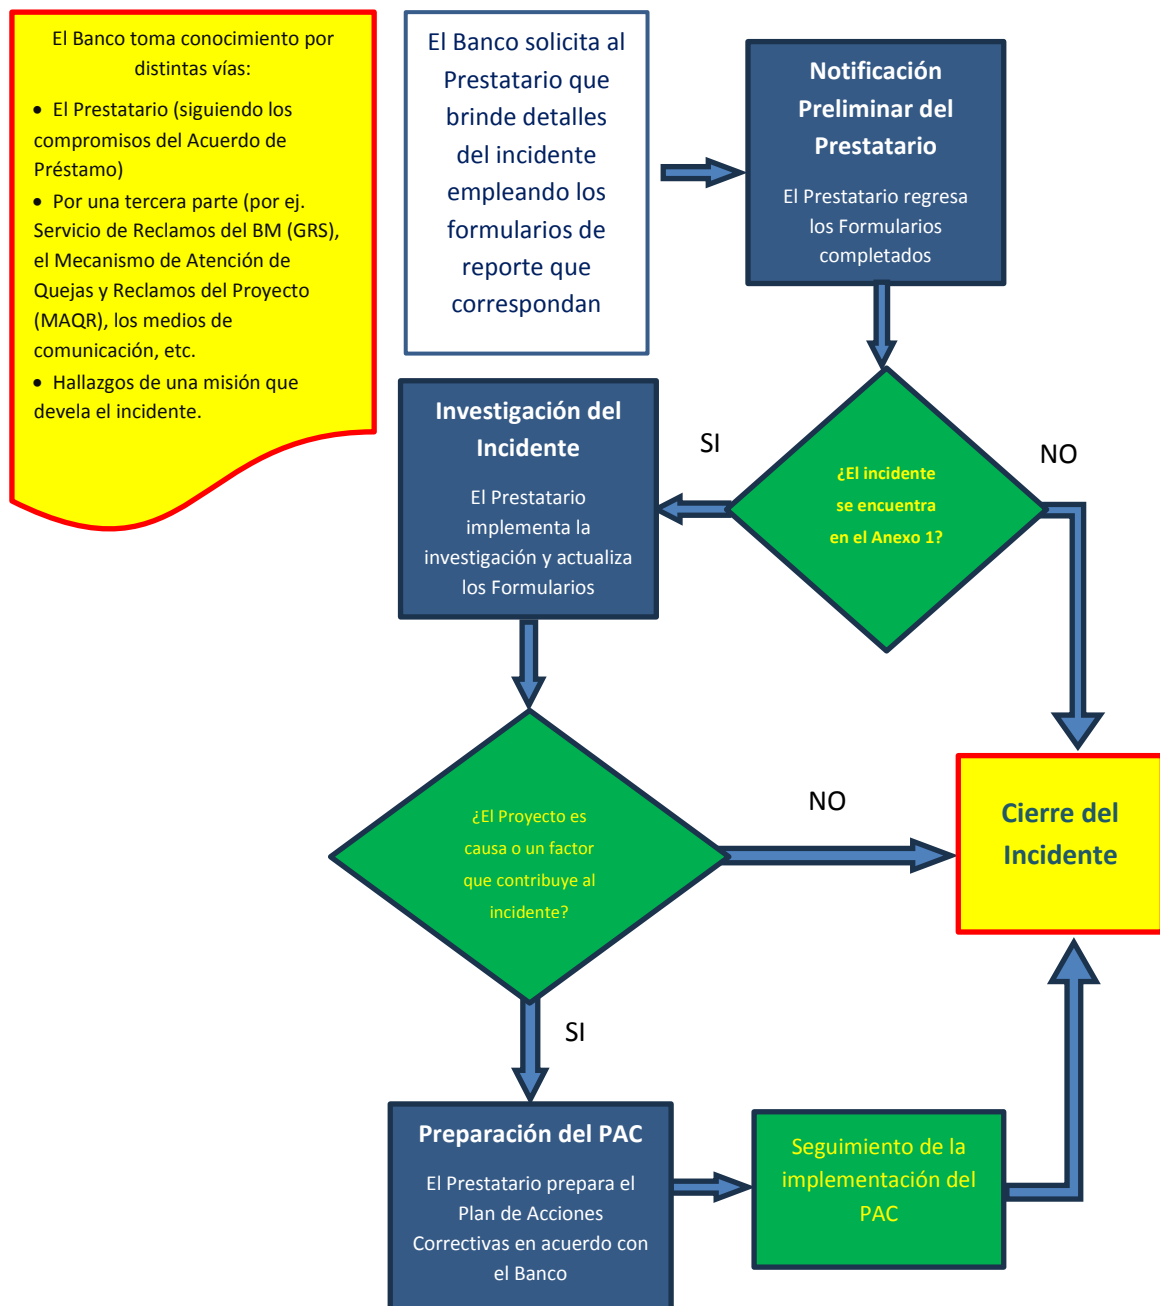 El Banco toma conocimiento por
distintas vías:
• El Prestatario (siguiendo los
compromisos del Acuerdo de
Préstamo)
• Por una tercera parte (por ej.
Servicio de Reclamos del BM (GRS),
el Mecanismo de Atención de
Quejas y Reclamos del Proyecto
(MAQR), los medios de
comunicación, etc.
• Hallazgos de una misión que
devela el incidente.
El Banco solicita al
Prestatario que
brinde detalles
del incidente
empleando los
formularios de
reporte que
correspondan
Notificación
Preliminar del
Prestatario
El Prestatario regresa
los Formularios
completados
¿El incidente
se encuentra
en el Anexo 1?
SI
NO
Investigación del
Incidente
El Prestatario
implementa la
investigación y actualiza
los Formularios
¿El Proyecto es
causa o un factor
que contribuye al
incidente?
NO
SI
Cierre del
Incidente
Preparación del PAC
El Prestatario prepara el
Plan de Acciones
Correctivas en acuerdo con
el Banco
Seguimiento de la
implementación del
PAC